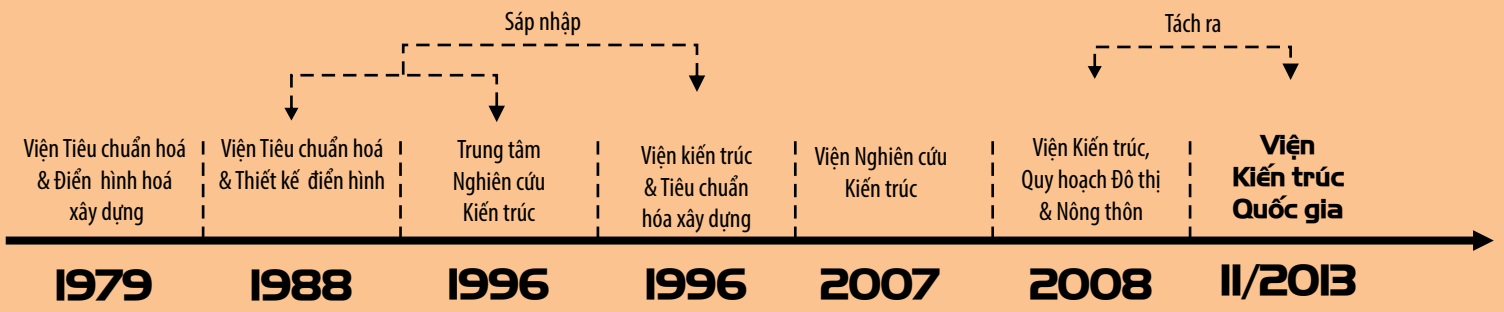 Sáp nhập
Tách ra
Viện Tiêu chuẩn hoá
& Điển hình hoá
xây dựng
Viện Tiêu chuẩn hoá
& Thiết kế điển hình
Trung tâm
Nghiên cứu
Kiến trúc
Viện kiến trúc
& Tiêu chuẩn
hóa xây dựng
Viện Nghiên cứu
Kiến trúc
Viện Kiến trúc,
Quy hoạch Đô thị
& Nông thôn
Viện
Kiến trúc
Quốc gia
1979
1988
1996
1996
2007
2008
11/2013